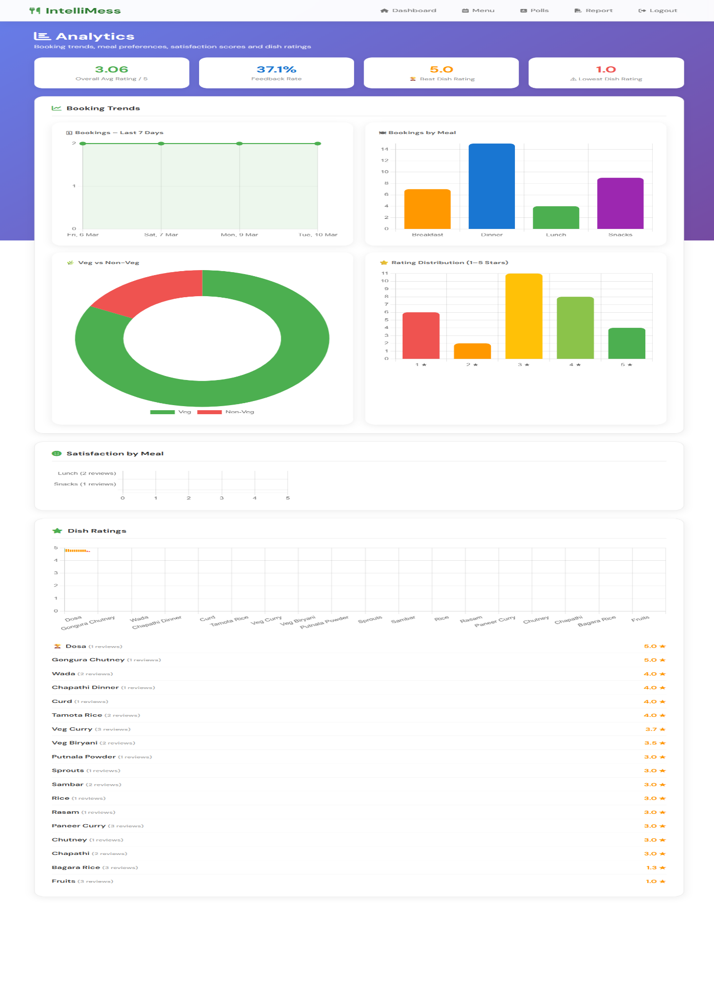 IntelliMess
Dashboard
Menu
Polls
Report
Logout
Analytics
Booking trends, meal preferences, satisfaction scores and dish ratings
3.06
Overall Avg Rating / 5
37.1%
Feedback Rate
5.0
Best Dish Rating
1.0
⚠ Lowest Dish Rating
Booking Trends
Bookings – Last 7 Days
2
1
0
Fri, 6 Mar
Sat, 7 Mar
Mon, 9 Mar
Tue, 10 Mar
Bookings by Meal
14
12
10
8
6
4
2
0
Breakfast
Dinner
Lunch
Snacks
Veg vs Non-Veg
Veg
Non-Veg
Rating Distribution (1–5 Stars)
11
10
9
8
7
6
5
4
3
2
1
0
1 ★
2 ★
3 ★
4 ★
5 ★
Satisfaction by Meal
Lunch (2 reviews)
Snacks (1 reviews)
0
1
2
3
4
5
Dish Ratings
5
4
3
2
1
0
Dosa
Gongura Chutney
Wada
Chapathi Dinner
Curd
Tamota Rice
Veg Curry
Veg Biryani
Putnala Powder
Sprouts
Sambar
Rice
Rasam
Paneer Curry
Chutney
Chapathi
Bagara Rice
Fruits
Dosa (1 reviews) 5.0 ★
Gongura Chutney (1 reviews) 5.0 ★
Wada (2 reviews) 4.0 ★
Chapathi Dinner (1 reviews) 4.0 ★
Curd (1 reviews) 4.0 ★
Tamota Rice (2 reviews) 4.0 ★
Veg Curry (3 reviews) 3.7 ★
Veg Biryani (2 reviews) 3.5 ★
Putnala Powder (1 reviews) 3.0 ★
Sprouts (1 reviews) 3.0 ★
Sambar (2 reviews) 3.0 ★
Rice (1 reviews) 3.0 ★
Rasam (1 reviews) 3.0 ★
Paneer Curry (3 reviews) 3.0 ★
Chutney (1 reviews) 3.0 ★
Chapathi (2 reviews) 3.0 ★
Bagara Rice (3 reviews) 1.3 ★
Fruits (3 reviews) 1.0 ★